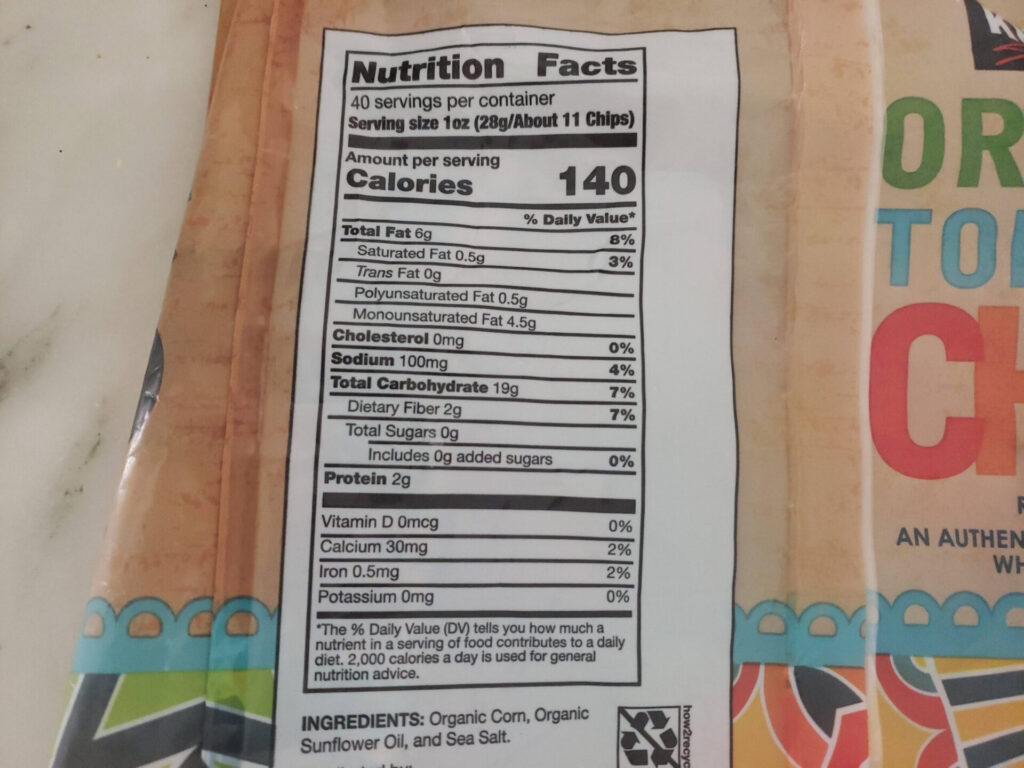 Nutrition Facts
40 servings per container
Serving size 1oz (28g/About 11 Chips)
Amount per serving
Calories 140
% Daily Value*
Total Fat 6g 8%
Saturated Fat 0.5g 3%
Trans Fat 0g
Polyunsaturated Fat 0.5g
Monounsaturated Fat 4.5g
Cholesterol 0mg 0%
Sodium 100mg 4%
Total Carbohydrate 19g 7%
Dietary Fiber 2g 7%
Total Sugars 0g
Includes 0g added sugars 0%
Protein 2g
Vitamin D 0mcg 0%
Calcium 30mg 2%
Iron 0.5mg 2%
Potassium 0mg 0%
*The % Daily Value (DV) tells you how much a
nutrient in a serving of food contributes to a daily
diet. 2,000 calories a day is used for general
nutrition advice.
INGREDIENTS: Organic Corn, Organic
Sunflower Oil, and Sea Salt.
OR
TO
CH
AN AUTHEN
WH